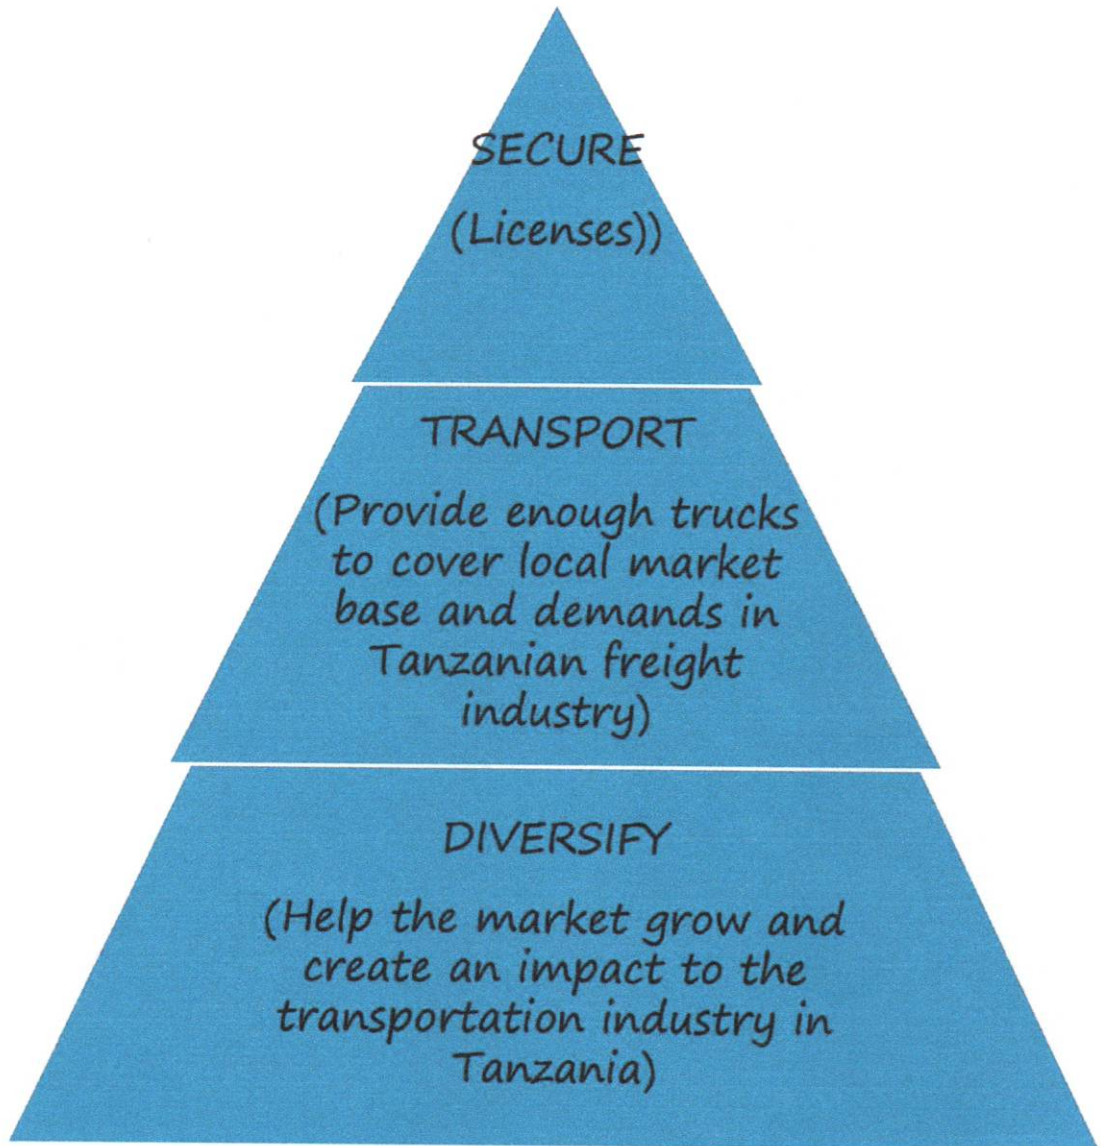 SECURE
(Licenses))
TRANSPORT
(Provide enough trucks
to cover local market
base and demands in
Tanzanian freight
industry)
DIVERSIFY
(Help the market grow and
create an impact to the
transportation industry in
Tanzania)